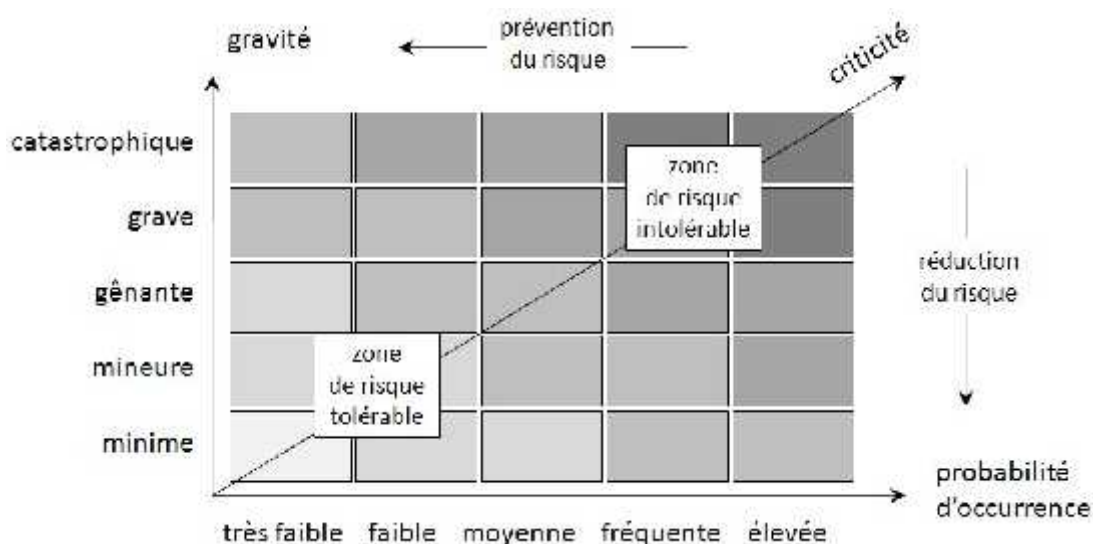 gravité
prévention
du risque
criticité
catastrophique
grave
gênante
mineure
minime
zone
de risque
intolérable
zone
de risque
tolérable
réduction
du risque
probabilité
d'occurrence
très faible
faible
moyenne
fréquente
élevée